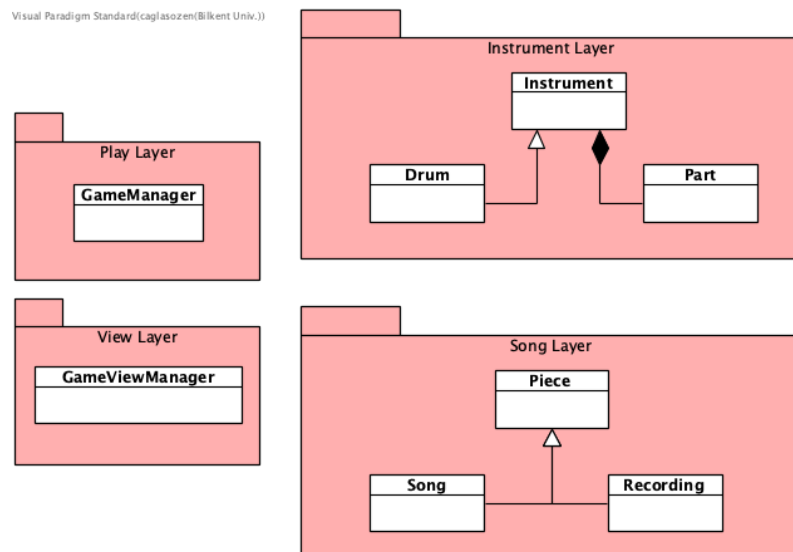 Visual Paradigm Standard(caglasozen(Bilkent Univ.))
Instrument Layer
Instrument
Drum
Part
Play Layer
GameManager
View Layer
GameViewManager
Song Layer
Piece
Song
Recording